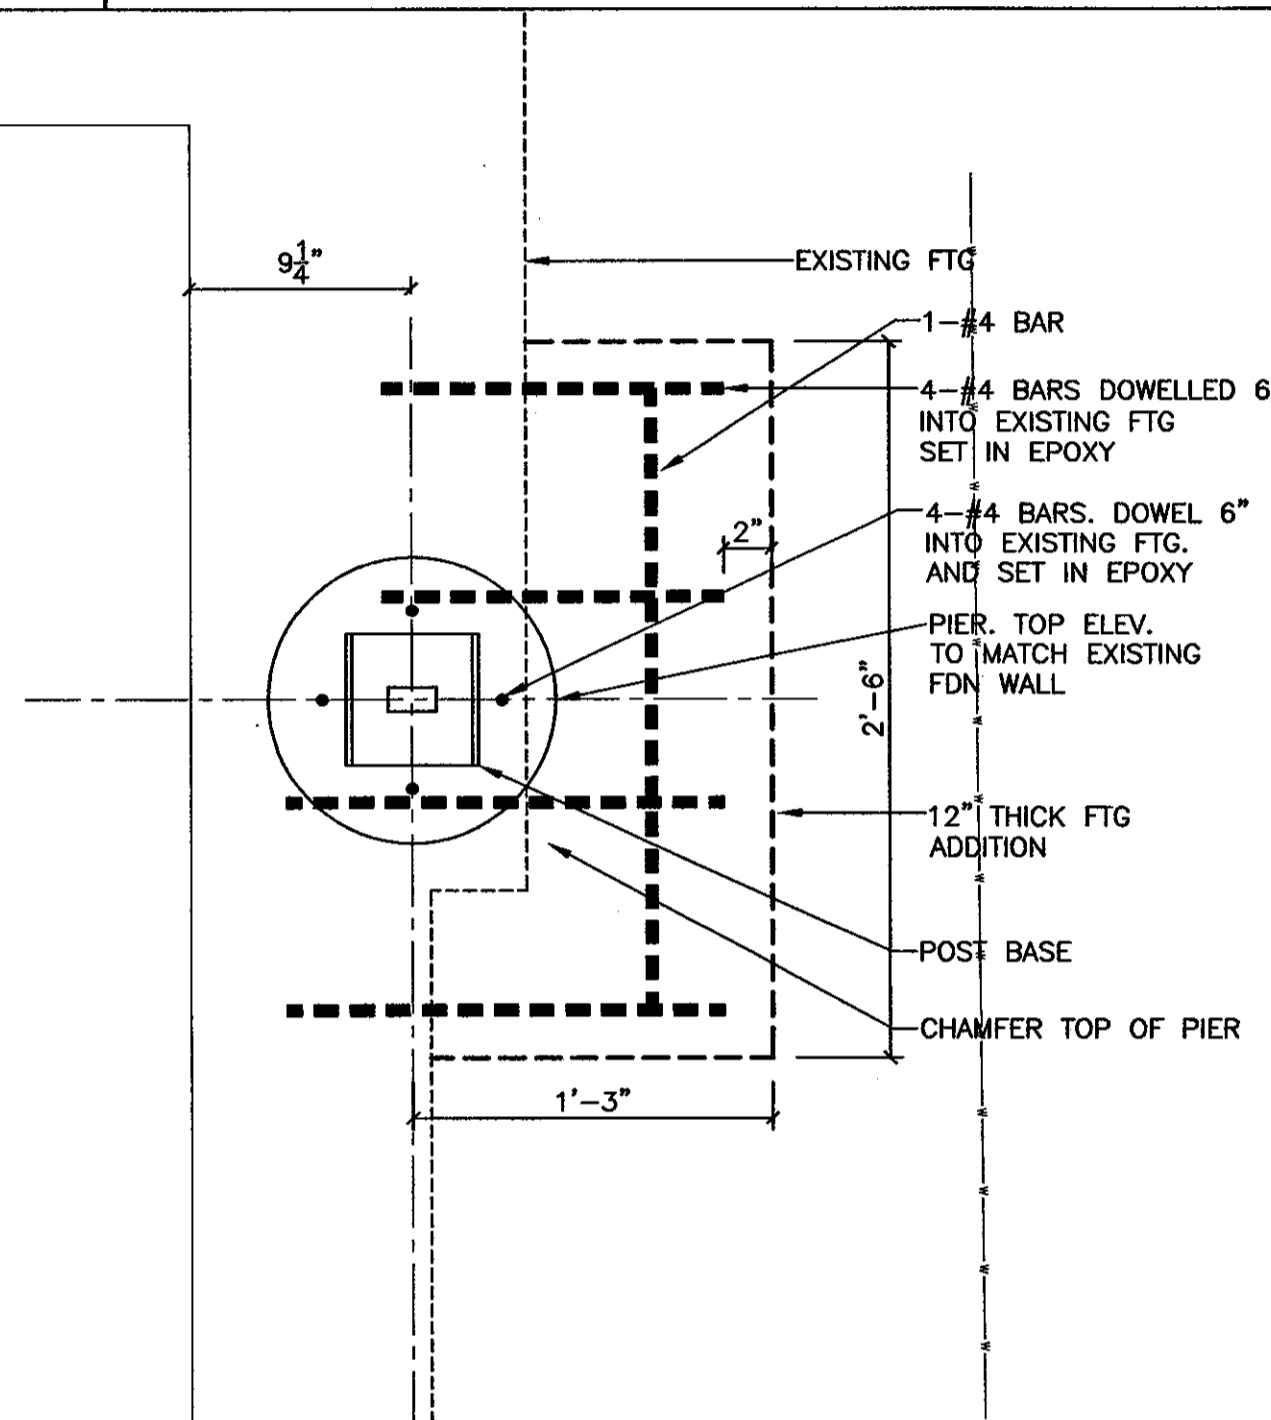 9 1/4"
EXISTING FTG
1-#4 BAR
4-#4 BARS DOWELLED 6
INTO EXISTING FTG
SET IN EPOXY
4-#4 BARS. DOWEL 6"
INTO EXISTING FTG.
AND SET IN EPOXY
2"
PIER. TOP ELEV.
TO MATCH EXISTING
FDN WALL
2'-6"
12" THICK FTG
ADDITION
POST BASE
CHAMFER TOP OF PIER
1'-3"
W
W
W
W
W
W
W
W
W
W